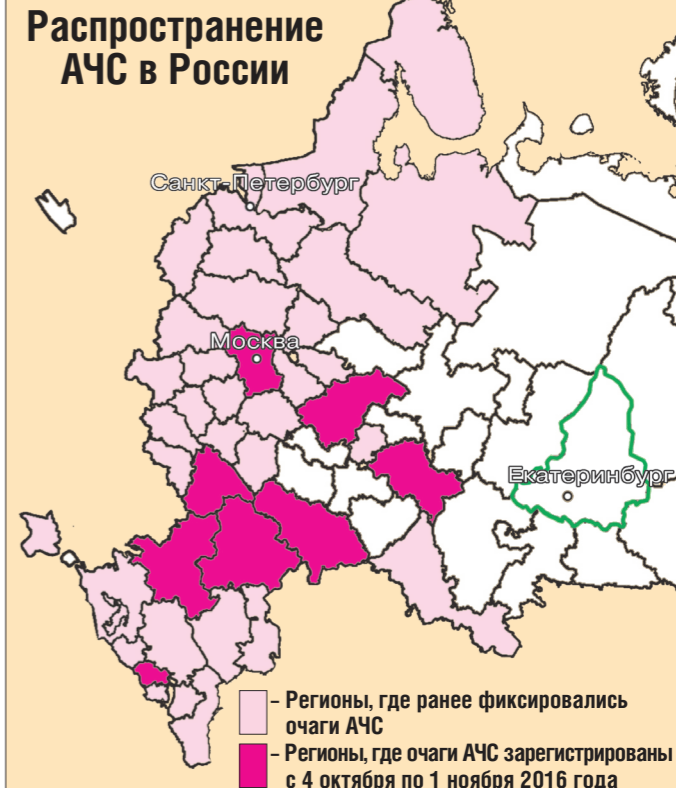 Распространение
АЧС в России
Санкт-Петербург
Москва
Екатеринбург
– Регионы, где ранее фиксировались
очаги АЧС
– Регионы, где очаги АЧС зарегистрированы
с 4 октября по 1 ноября 2016 года